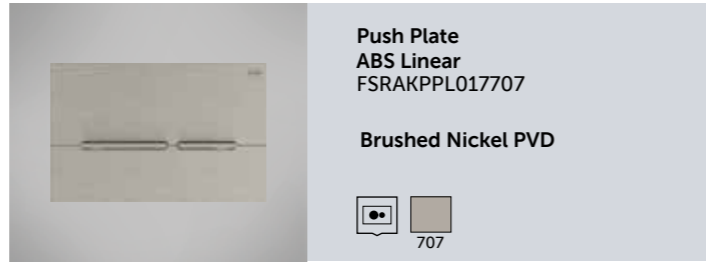 Push Plate
ABS Linear
FSRAKPPL017707
Brushed Nickel PVD
707